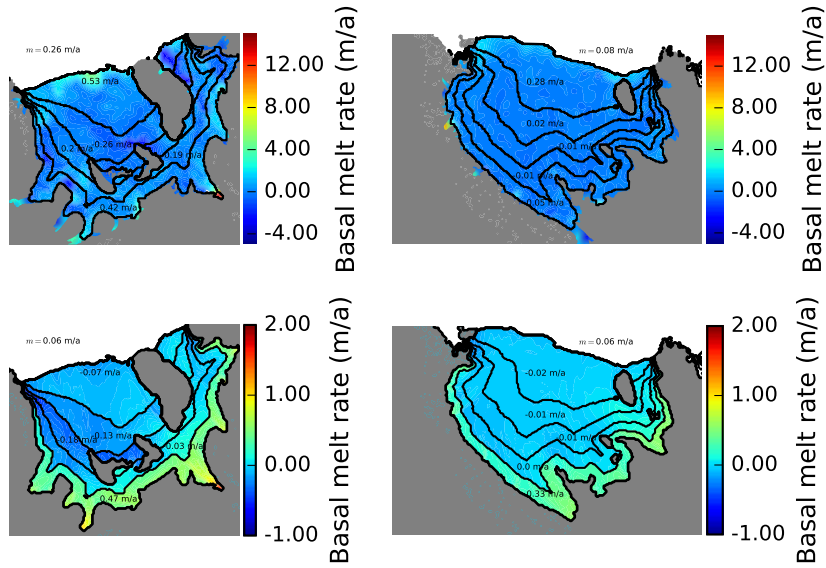 m = 0.26 m/a
0.53 m/a
-0.26 m/a
0.19 m/a
0.42 m/a
12.00
8.00
4.00
0.00
-4.00
Basal melt rate (m/a)
m = 0.08 m/a
0.28 m/a
0.02 m/a
0.01 m/a
0.01 m/a
0.05 m/a
12.00
8.00
4.00
0.00
-4.00
Basal melt rate (m/a)
m = 0.06 m/a
-0.07 m/a
0.13 m/a
-0.18 m/a
0.03 m/a
0.47 m/a
2.00
1.00
0.00
-1.00
Basal melt rate (m/a)
m = 0.06 m/a
-0.02 m/a
-0.01 m/a
-0.01 m/a
0.0 m/a
0.33 m/a
2.00
1.00
0.00
-1.00
Basal melt rate (m/a)